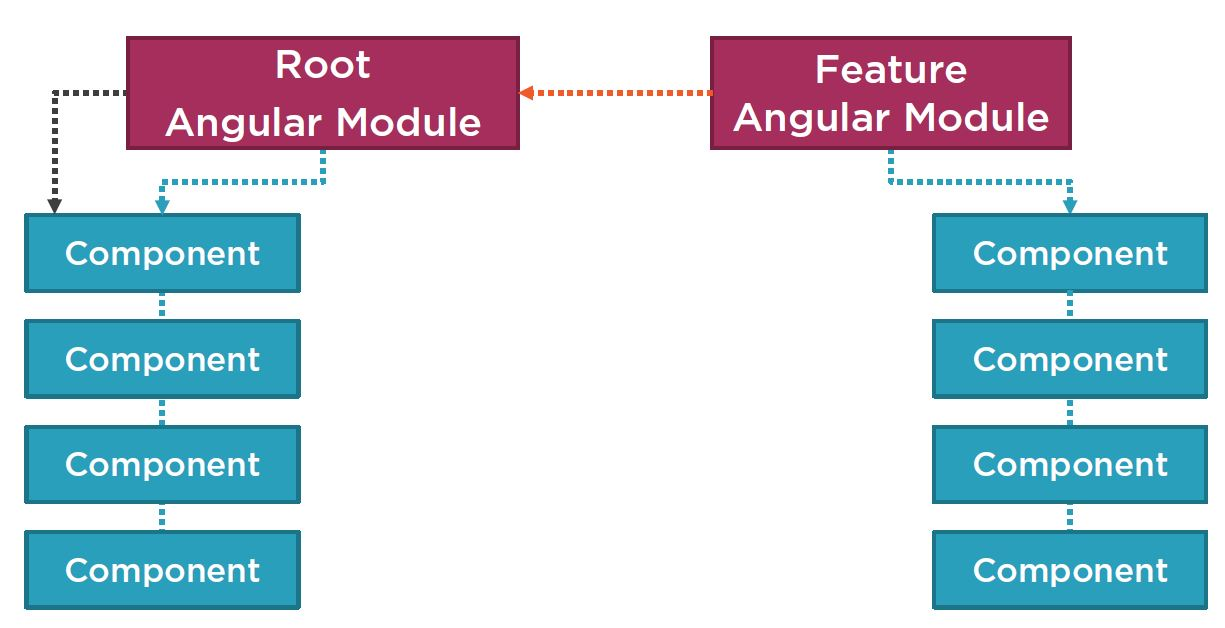 Root
Angular Module
Feature
Angular Module
Component
Component
Component
Component
Component
Component
Component
Component